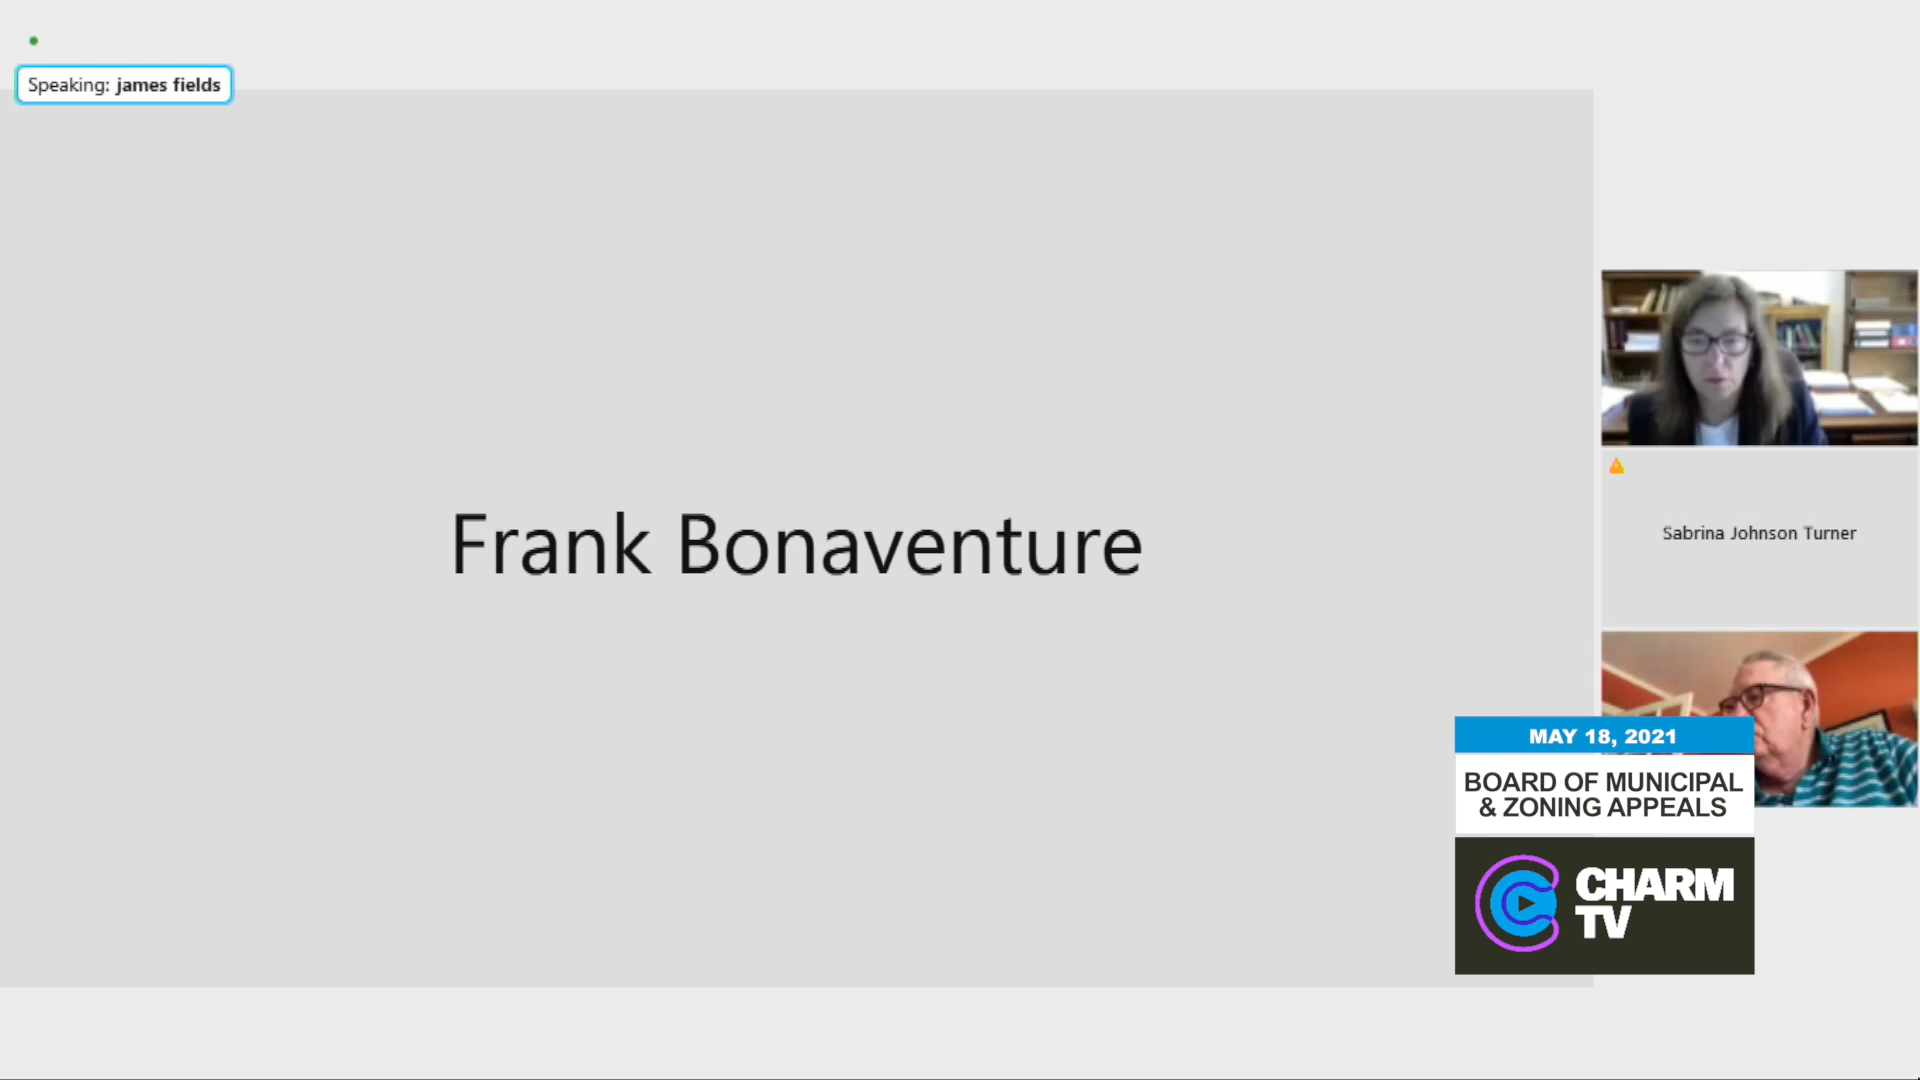 Speaking: james fields
Frank Bonaventure
Sabrina Johnson Turner
MAY 18, 2021
BOARD OF MUNICIPAL
& ZONING APPEALS
CHARM
TV